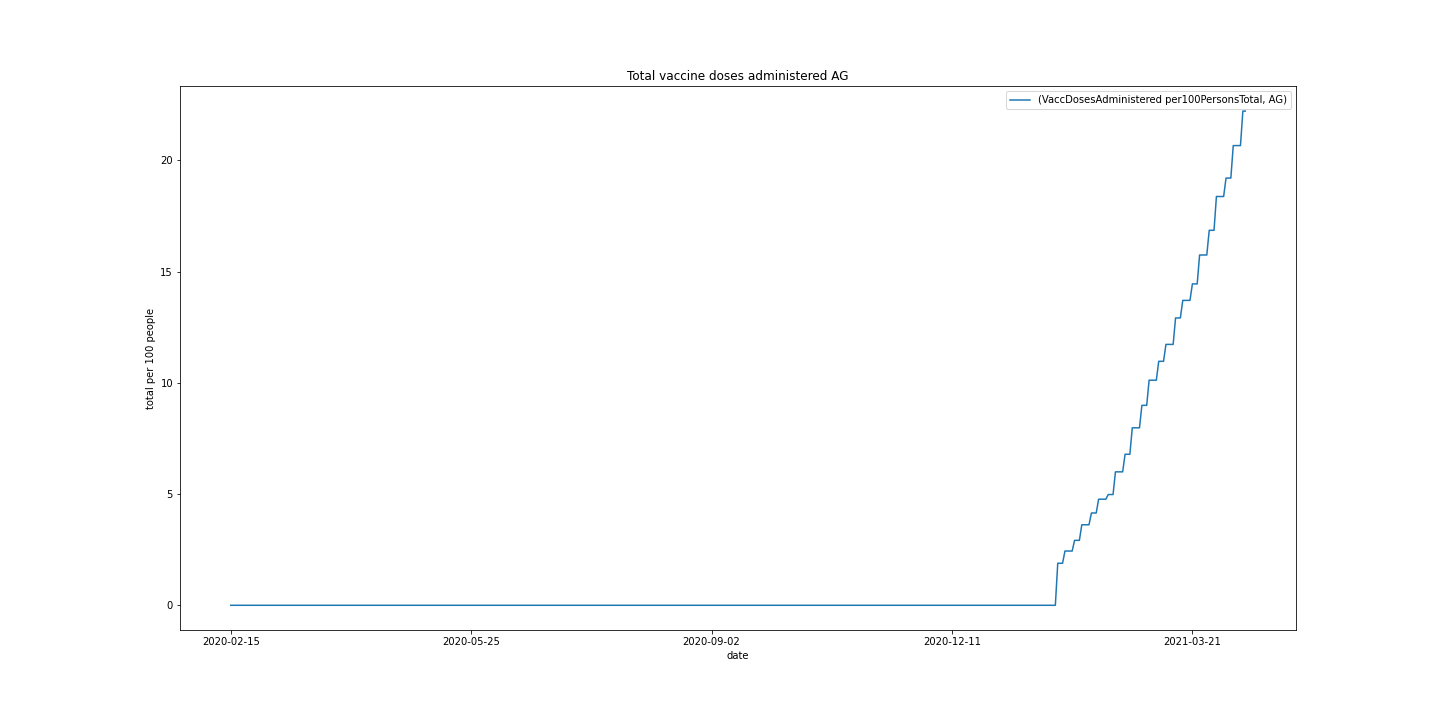 Total vaccine doses administered AG
(VaccDosesAdministered per100PersonsTotal, AG)
20
15
10
5
0
total per 100 people
2020-02-15
2020-05-25
2020-09-02
2020-12-11
2021-03-21
date